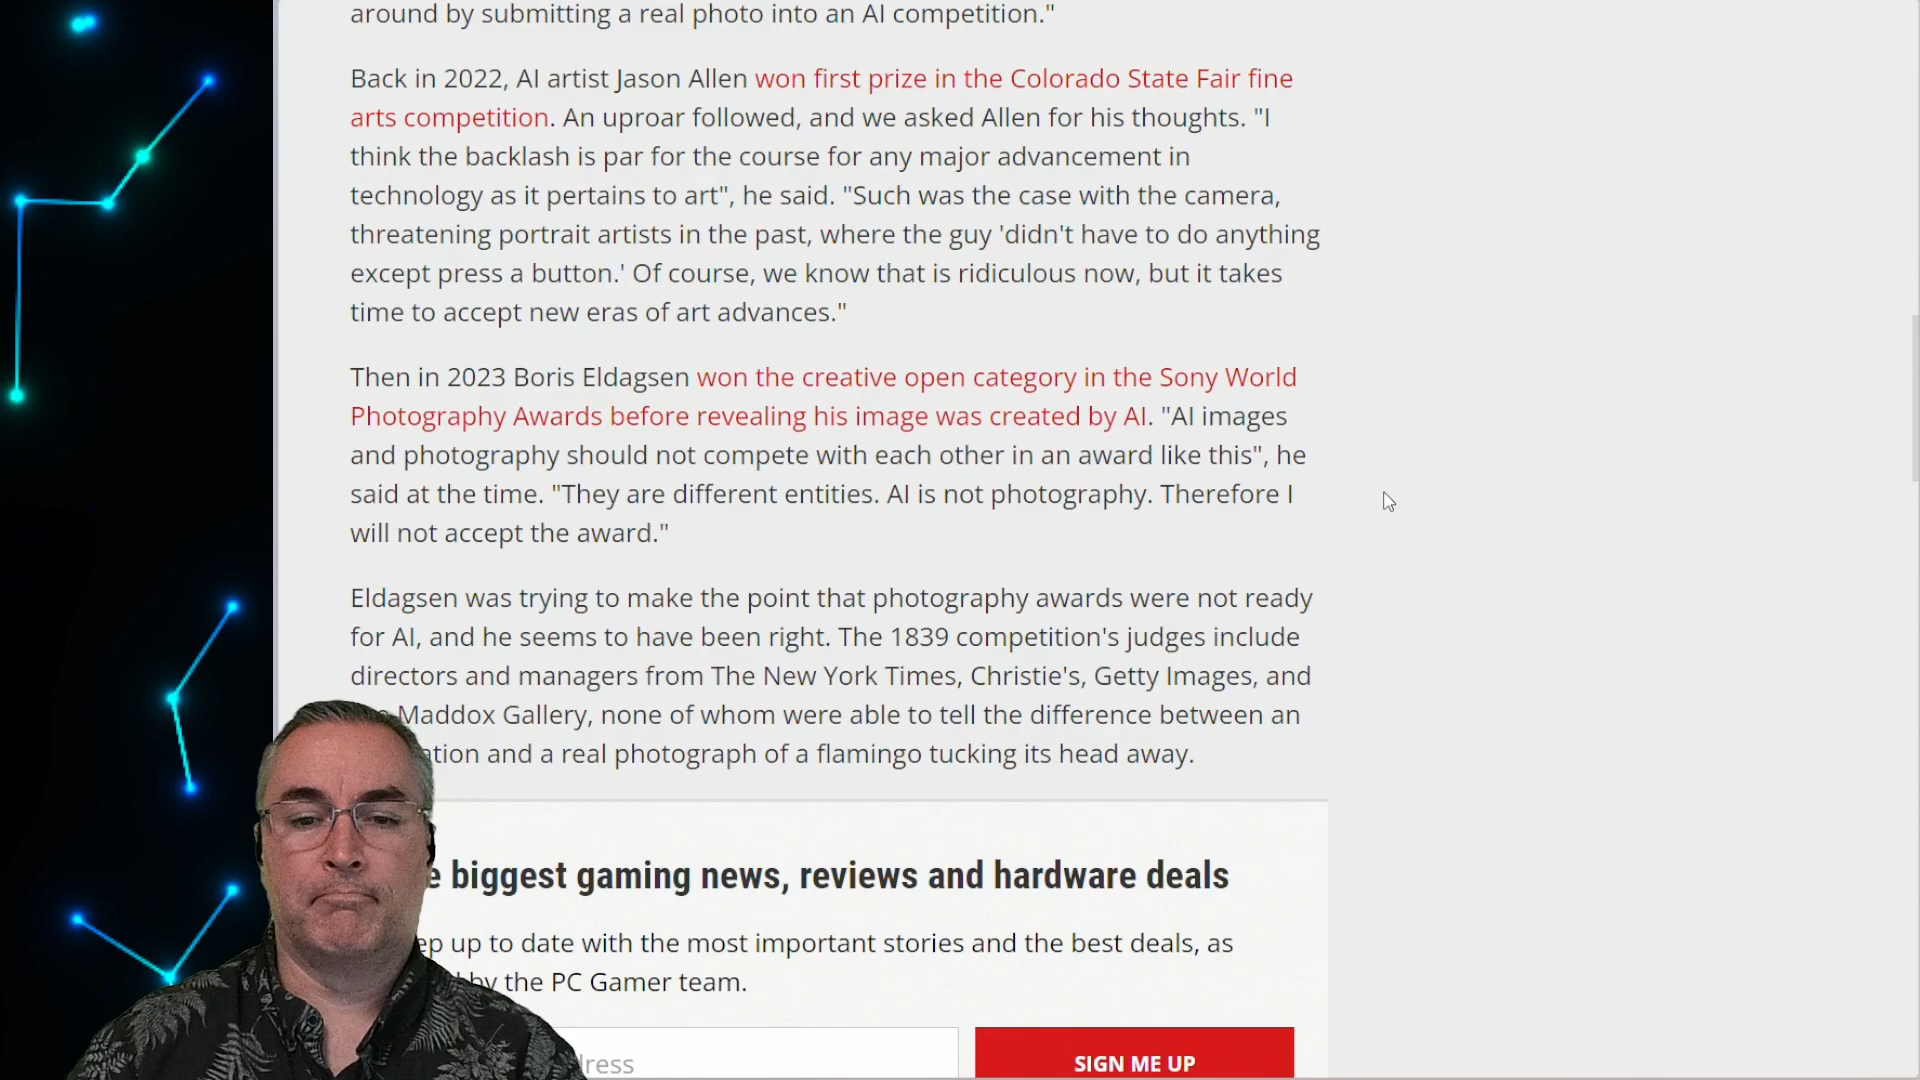 around by submitting a real photo into an AI competition."
Back in 2022, AI artist Jason Allen won first prize in the Colorado State Fair fine
arts competition. An uproar followed, and we asked Allen for his thoughts. "I
think the backlash is par for the course for any major advancement in
technology as it pertains to art", he said. "Such was the case with the camera,
threatening portrait artists in the past, where the guy 'didn't have to do anything
except press a button.' Of course, we know that is ridiculous now, but it takes
time to accept new eras of art advances."
Then in 2023 Boris Eldagsen won the creative open category in the Sony World
Photography Awards before revealing his image was created by AI. "AI images
and photography should not compete with each other in an award like this", he
said at the time. "They are different entities. AI is not photography. Therefore I
will not accept the award."
Eldagsen was trying to make the point that photography awards were not ready
for AI, and he seems to have been right. The 1839 competition's judges include
directors and managers from The New York Times, Christie's, Getty Images, and
Maddox Gallery, none of whom were able to tell the difference between an
and a real photograph of a flamingo tucking its head away.
biggest gaming news, reviews and hardware deals
up to date with the most important stories and the best deals, as
by the PC Gamer team.
SIGN ME UP